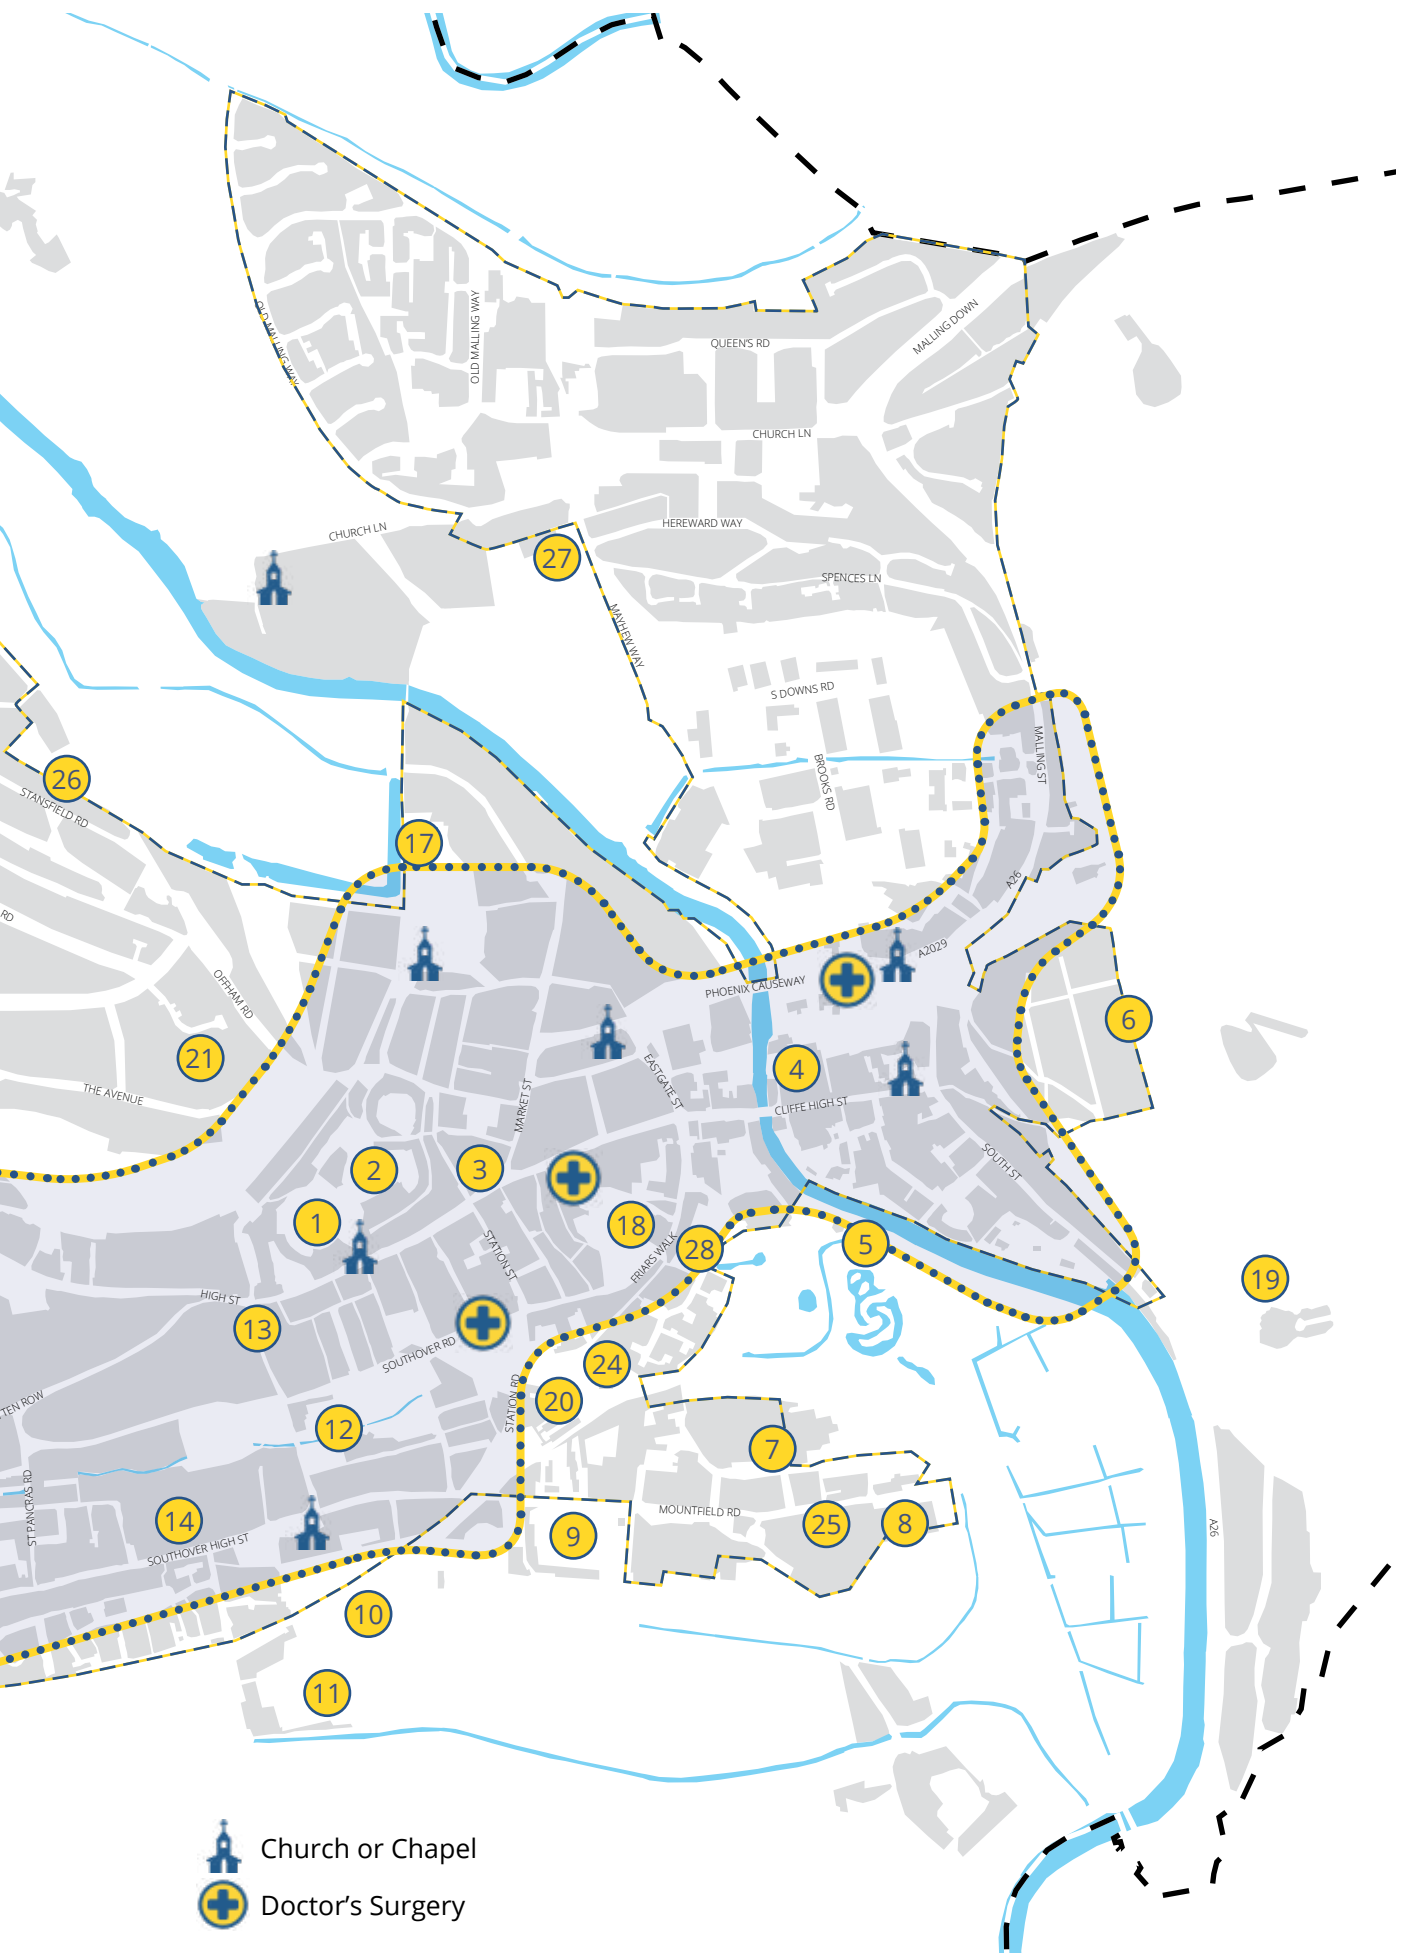 OLD MALLING WAY
OLD MALLING WAY
QUEEN'S RD
MALLING DOWN
CHURCH LN
CHURCH LN
HEREWARD WAY
27
SPENCES LN
MAYHEW WAY
S DOWNS RD
MALLING ST
26
BROOKS RD
STANSFIELD RD
17
A26
RD
A2029
OFFHAM RD
PHOENIX CAUSEWAY
6
21
4
EASTGATE ST
THE AVENUE
MARKET ST
CLIFFE HIGH ST
2
3
SOUTH ST
1
18
STATION ST
28
5
FRIARS WALK
19
HIGH ST
13
SOUTHOVER RD
24
TEN ROW
STATION RD
20
12
7
ST PANCRAS RD
MOUNTFIELD RD
14
25
8
A26
9
SOUTHOVER HIGH ST
10
11
Church or Chapel
Doctor's Surgery